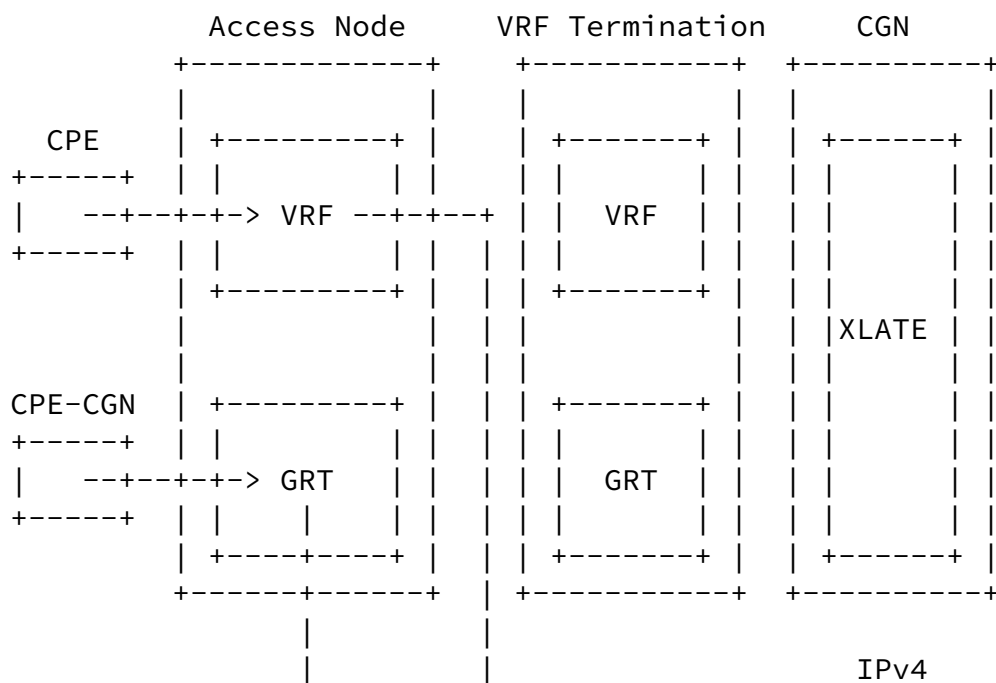 Access Node     VRF Termination     CGN
         +-------------+    +-----------+  +----------+
         |             |    |           |  |          |
  CPE    | +---------+ |    | +-------+ |  | +------+ |
+-----+  | |         | |    | |       | |  | |      | |
|   --+--+-+-> VRF --+-+--+ | |  VRF  | |  | |      | |
+-----+  | |         | |  | | |       | |  | |      | |
         | +---------+ |  | | +-------+ |  | |      | |
         |             |  | |           |  | |XLATE | |
         |             |  | |           |  | |      | |
CPE-CGN  | +---------+ |  | | +-------+ |  | |      | |
+-----+  | |         | |  | | |       | |  | |      | |
|   --+--+-+-> GRT   | |  | | |  GRT  | |  | |      | |
+-----+  | |    |    | |  | | |       | |  | |      | |
         | +----+----+ |  | | +-------+ |  | +------+ |
         +------+------+  | +-----------+  +----------+
                |         |
                |         |                    IPv4